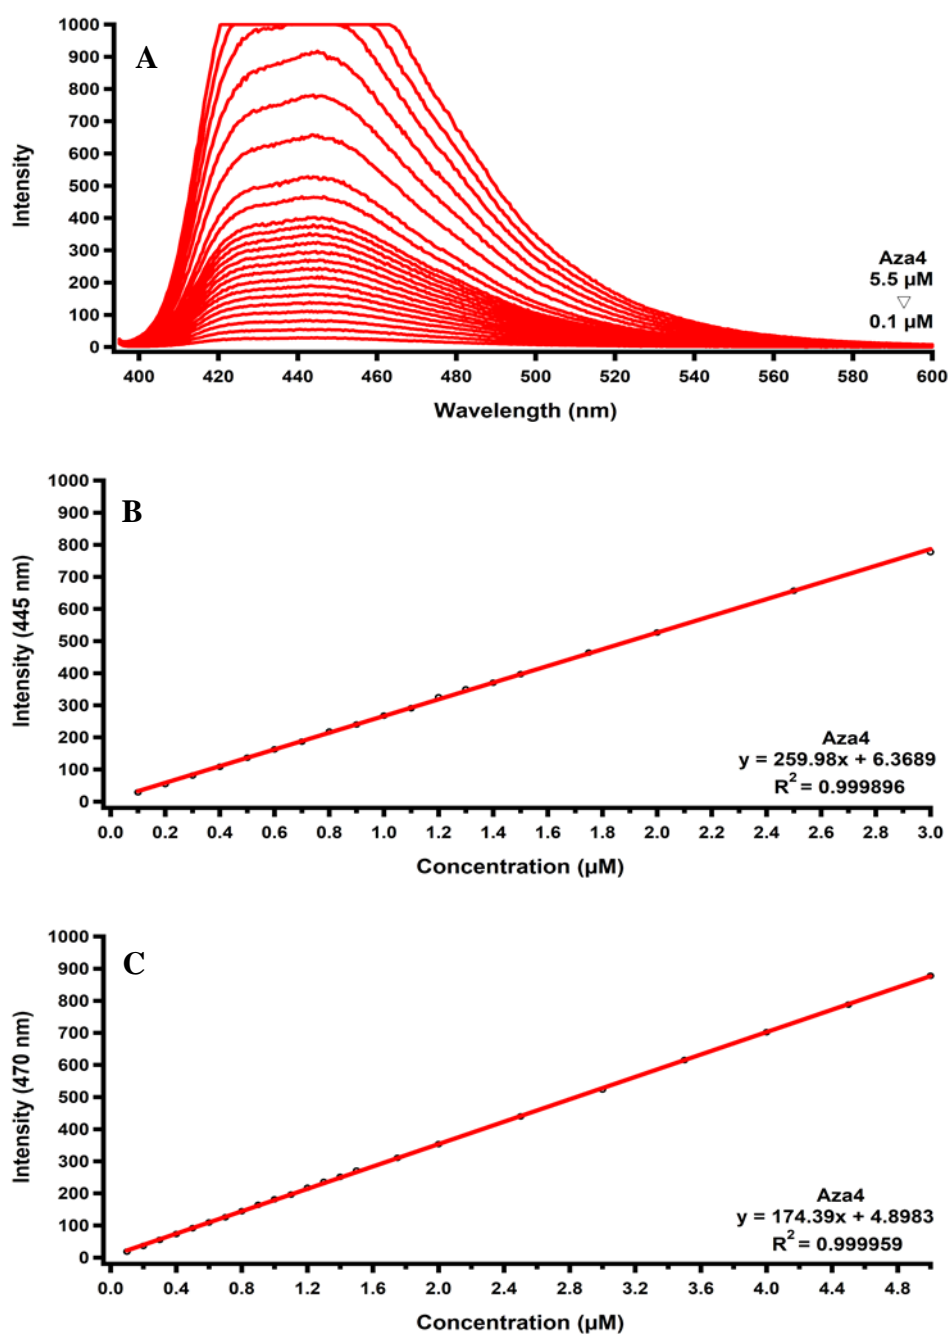 A
1000
900
800
700
600
500
400
300
200
100
0
Intensity
Aza4
5.5 µM
▽
0.1 µM
400 420 440 460 480 500 520 540 560 580 600
Wavelength (nm)
B
1000
900
800
700
600
500
400
300
200
100
0
Intensity (445 nm)
Aza4
y = 259.98x + 6.3689
R² = 0.999896
0.0 0.2 0.4 0.6 0.8 1.0 1.2 1.4 1.6 1.8 2.0 2.2 2.4 2.6 2.8 3.0
Concentration (µM)
C
1000
900
800
700
600
500
400
300
200
100
0
Intensity (470 nm)
Aza4
y = 174.39x + 4.8983
R² = 0.999959
0.0 0.4 0.8 1.2 1.6 2.0 2.4 2.8 3.2 3.6 4.0 4.4 4.8
Concentration (µM)